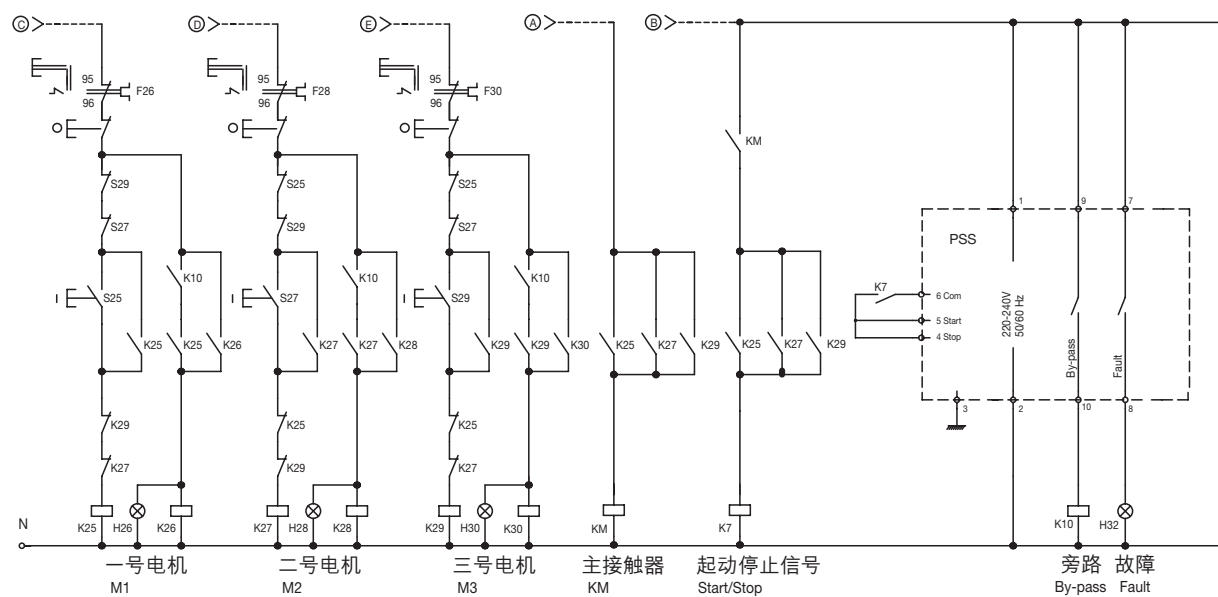 C D E A B
95 95 95
F26 F28 F30
96 96 96
O O O
KM
S29 S25 S25
S27 S29 S27
1 9 7
PSS
K10 K10 K10
I S25 I S27 I S29
K7
6 Com
5 Start
4 Stop
220-240V
50/60 Hz
By-pass
Fault
K25 K25 K26 K27 K27 K28 K29 K29 K30 K25 K27 K29 K25 K27 K29
3 2 10 8
K29 K25 K25
K27 K29 K27
N
K25 H26 K26 K27 H28 K28 K29 H30 K30 KM K7 K10 H32
一号电机 二号电机 三号电机 主接触器 起动停止信号 旁路 故障
M1 M2 M3 KM Start/Stop By-pass Fault